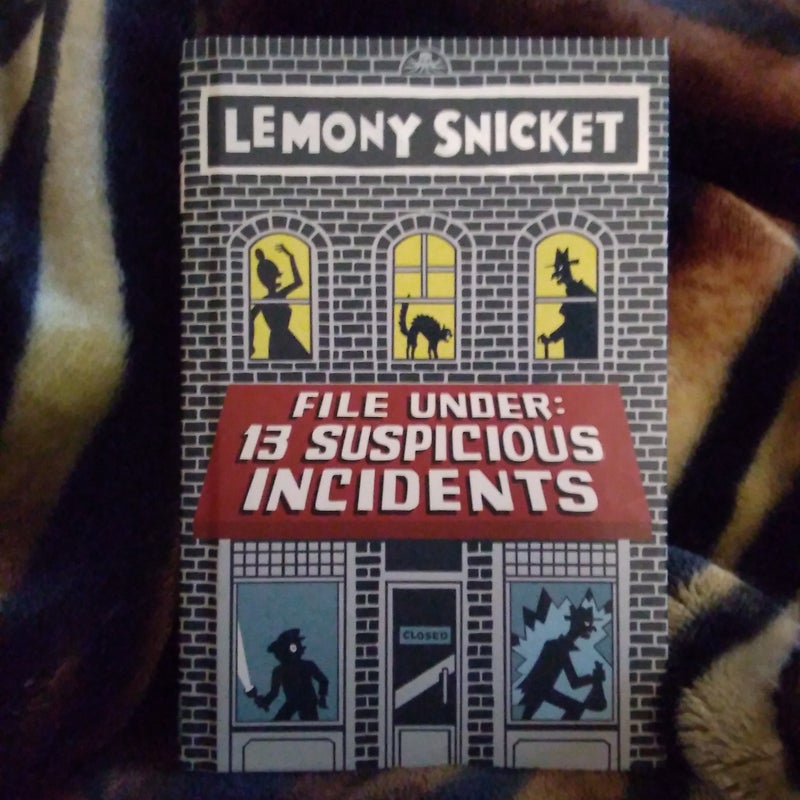 LEMONY SNICKET
FILE UNDER:
13 SUSPICIOUS
INCIDENTS
CLOSED